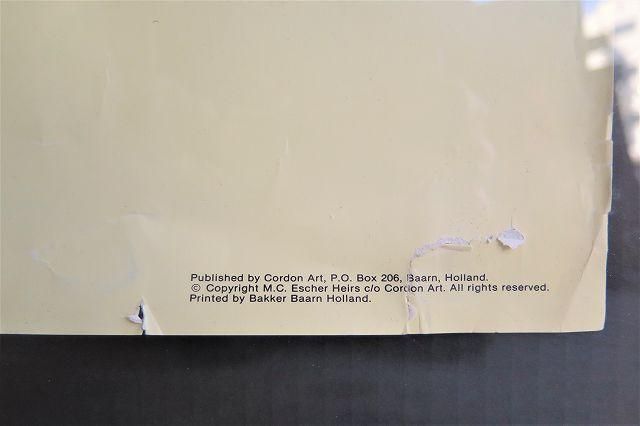 Published by Cordon Art, P.O. Box 206, Baarn, Holland.
© Copyright M.C. Escher Heirs c/o Cordon Art. All rights reserved.
Printed by Bakker Baarn Holland.